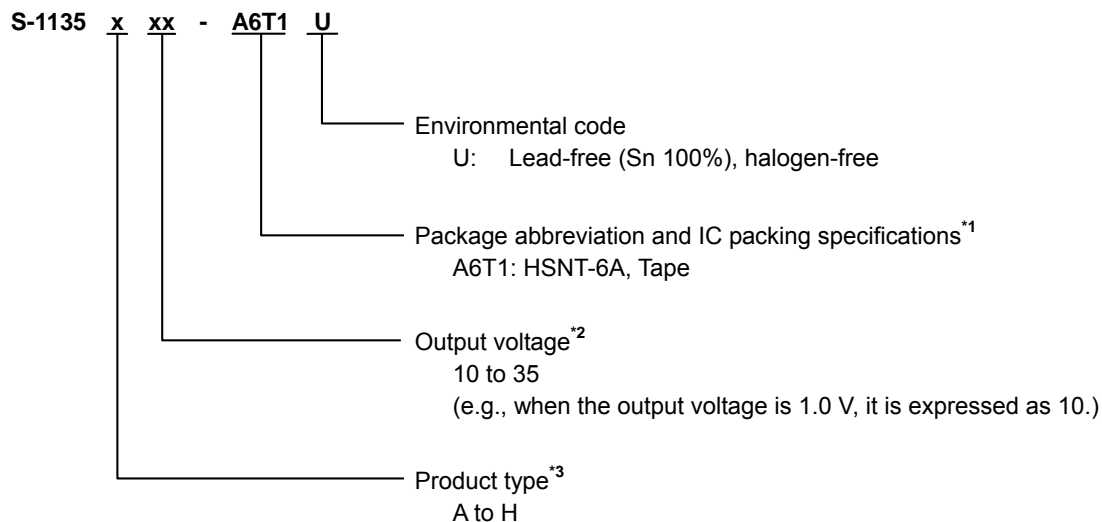 S-1135 x xx - A6T1 U
Environmental code
U: Lead-free (Sn 100%), halogen-free
Package abbreviation and IC packing specifications*1
A6T1: HSNT-6A, Tape
Output voltage*2
10 to 35
(e.g., when the output voltage is 1.0 V, it is expressed as 10.)
Product type*3
A to H